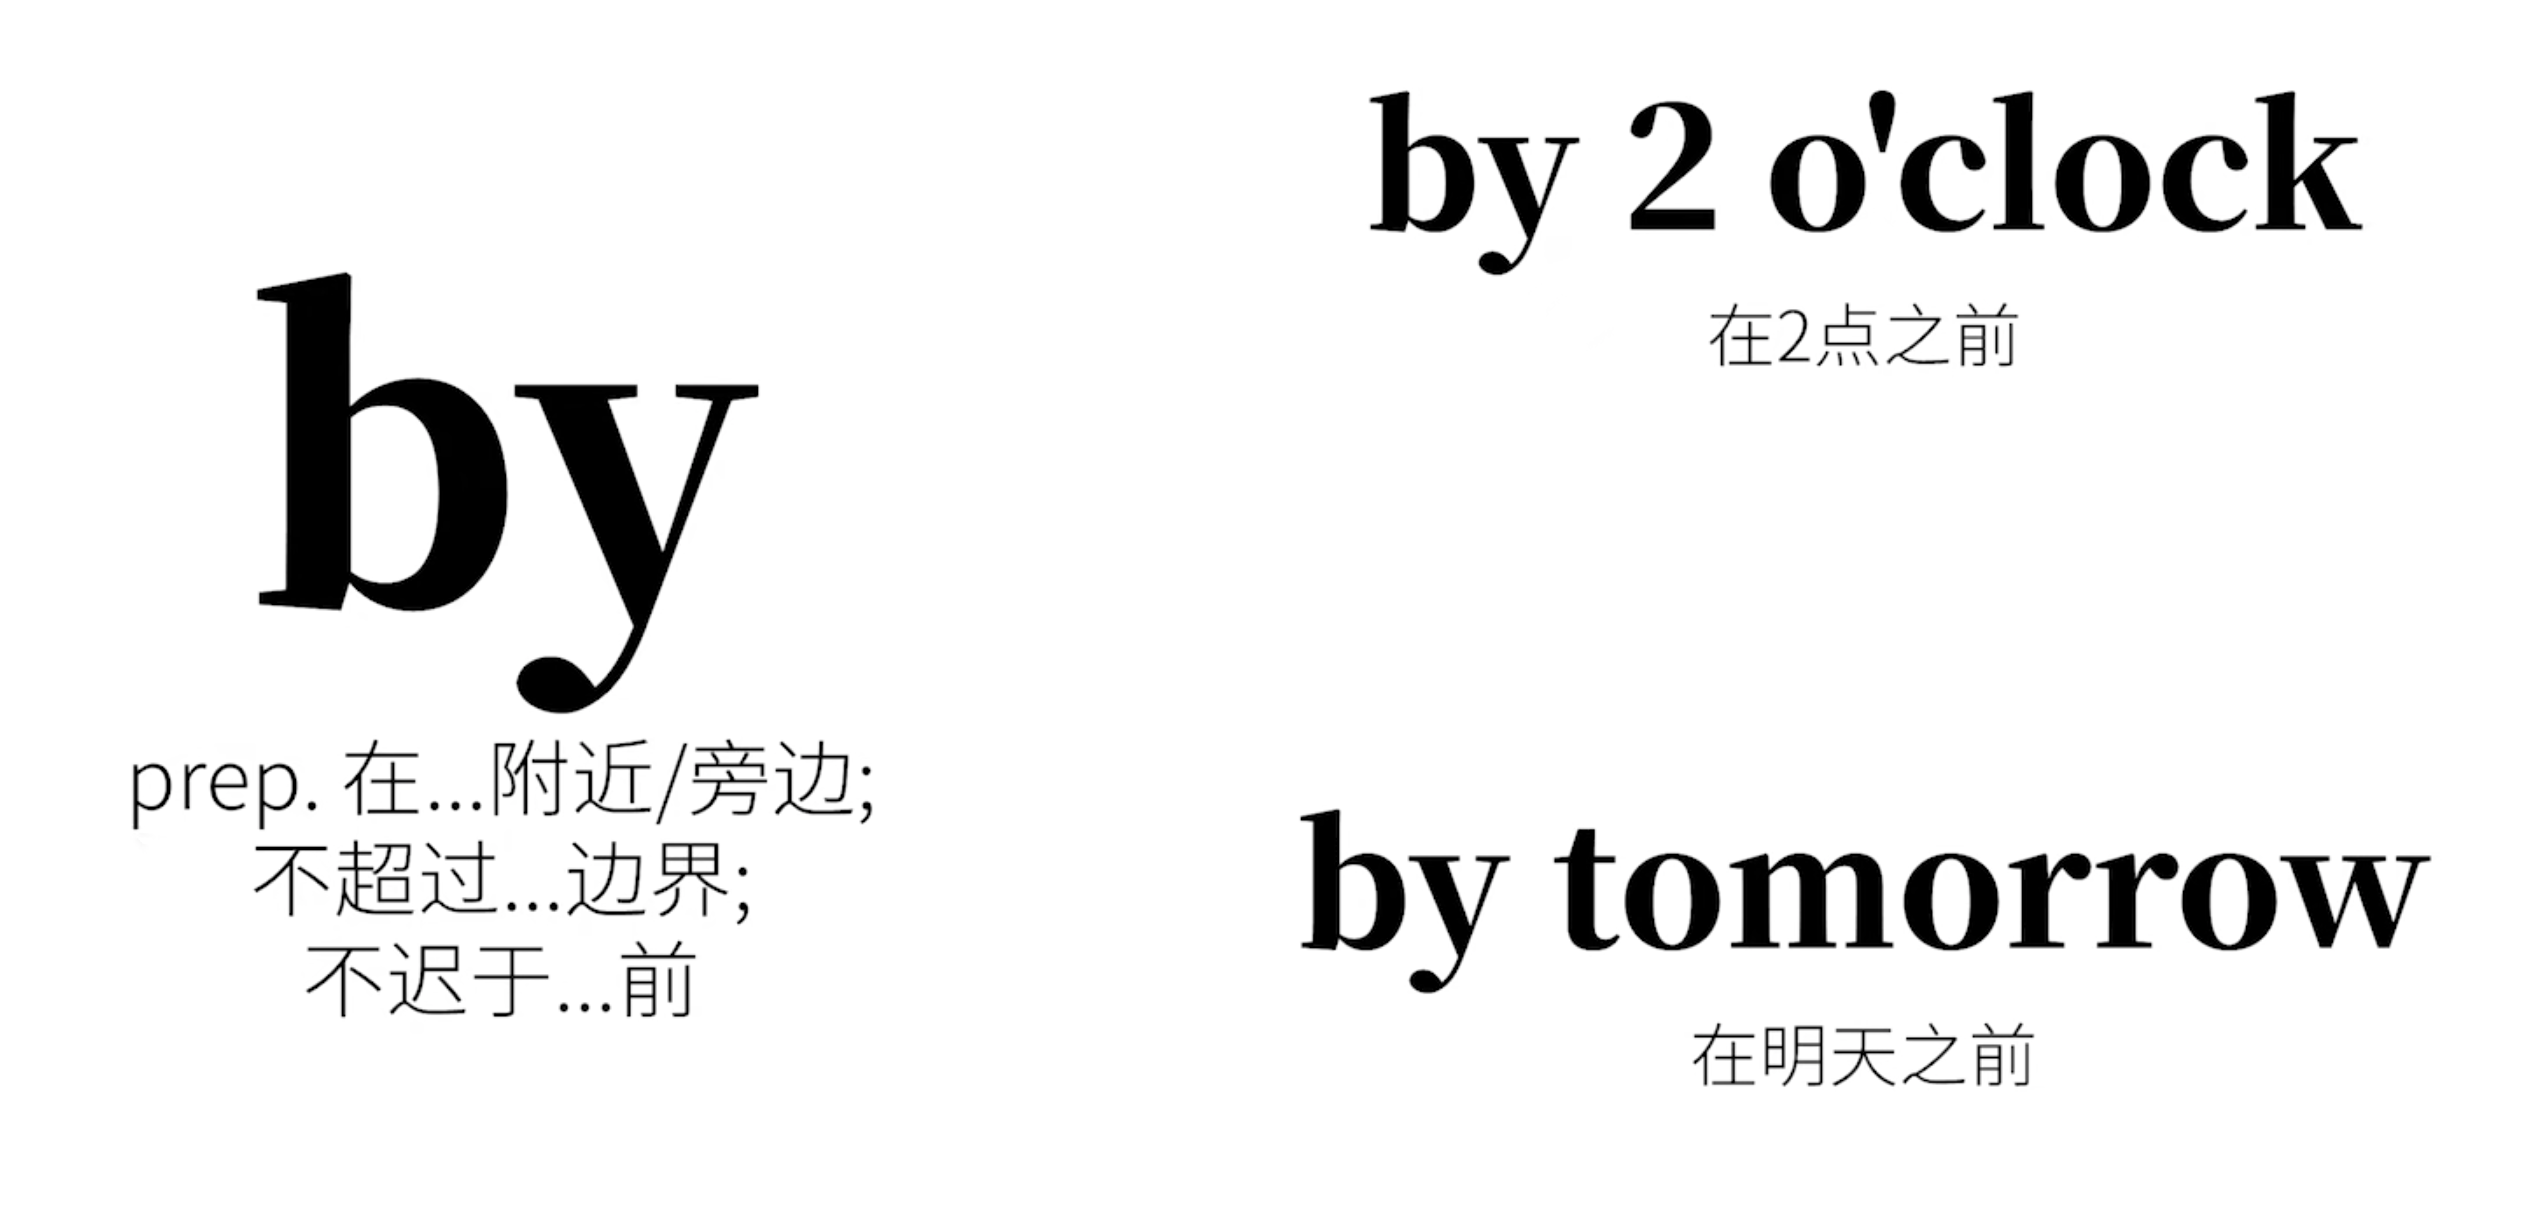 by
prep. 在...附近/旁边;
不超过...边界;
不迟于...前
by 2 o'clock
在2点之前
by tomorrow
在明天之前